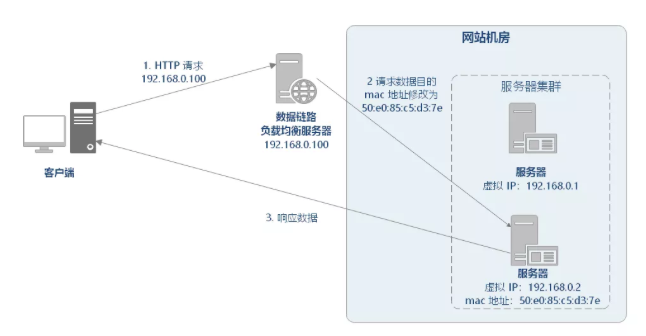 网站机房
1. HTTP 请求
192.168.0.100
2 请求数据目的
mac 地址修改为
50:e0:85:c5:d3:7e
服务器集群
数据链路
负载均衡服务器
192.168.0.100
客户端
服务器
虚拟 IP：192.168.0.1
3. 响应数据
服务器
虚拟 IP：192.168.0.2
mac 地址：50:e0:85:c5:d3:7e